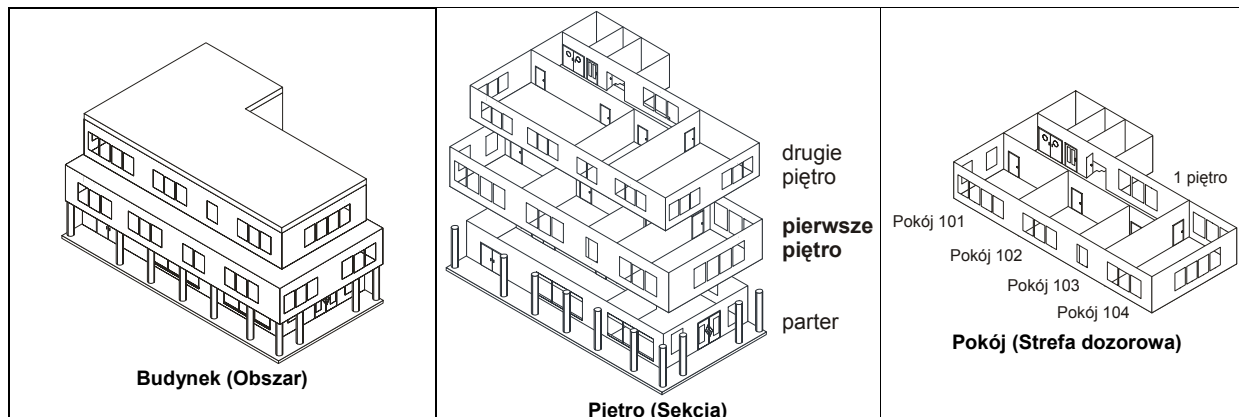 Budynek (Obszar)
drugie
piętro
pierwsze
piętro
parter
Piętro (Sekcja)
1 piętro
Pokój 101
Pokój 102
Pokój 103
Pokój 104
Pokój (Strefa dozorowa)